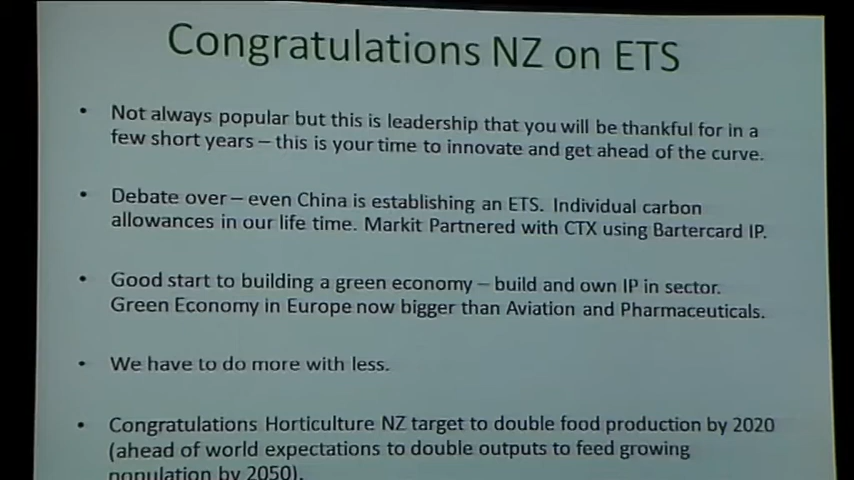 Congratulations NZ on ETS
• Not always popular but this is leadership that you will be thankful for in a
few short years – this is your time to innovate and get ahead of the curve.
• Debate over – even China is establishing an ETS. Individual carbon
allowances in our life time. Markit Partnered with CTX using Bartercard IP.
• Good start to building a green economy – build and own IP in sector.
Green Economy in Europe now bigger than Aviation and Pharmaceuticals.
• We have to do more with less.
• Congratulations Horticulture NZ target to double food production by 2020
(ahead of world expectations to double outputs to feed growing
population by 2050).